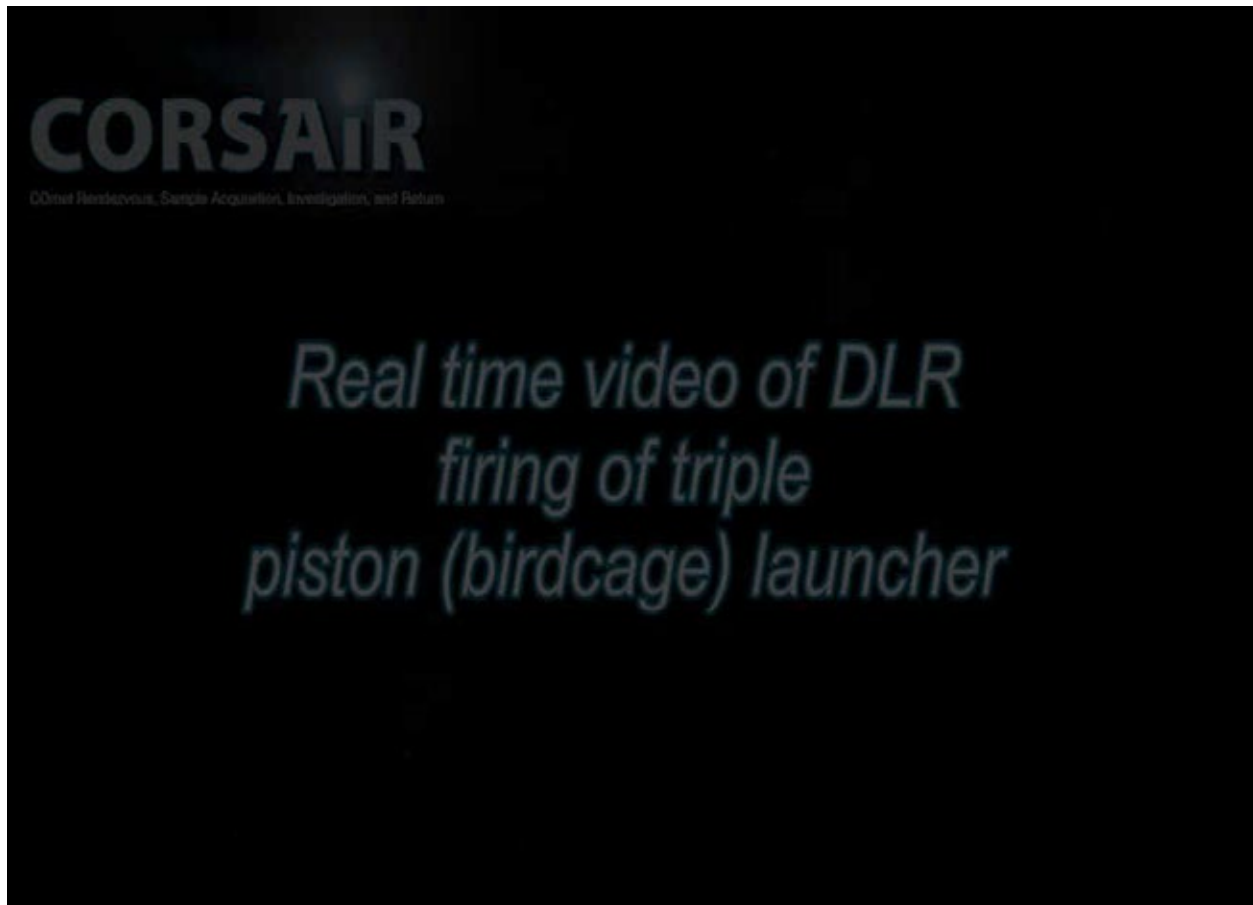 CORSAiR
COmet Rendezvous, Sample Acquisition, Investigation, and Return
Real time video of DLR
firing of triple
piston (birdcage) launcher